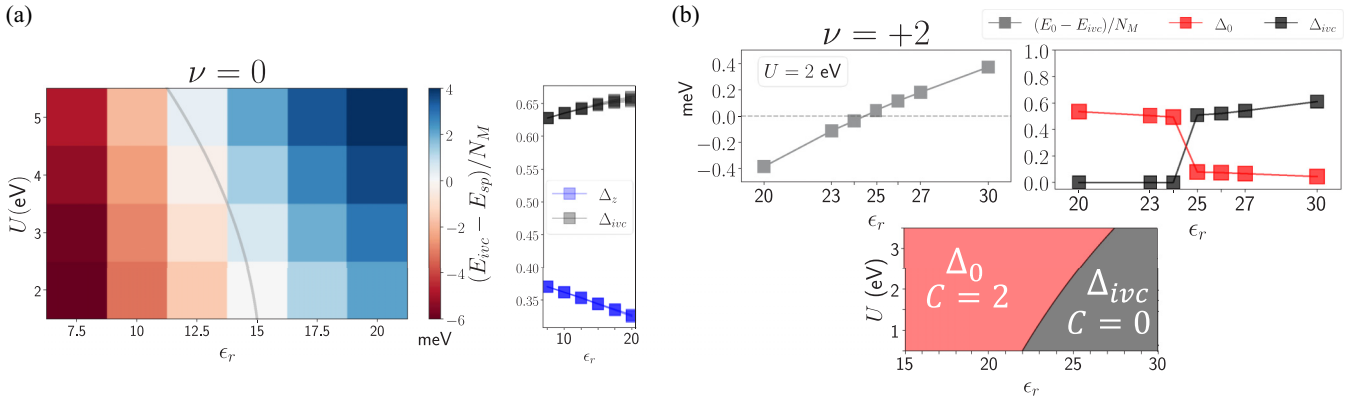 (a)
ν = 0
U(eV)
5
4
3
2
7.5 10 12.5 15 17.5 20
ϵ_r
4
2
0
−2
−4
−6
meV
(E_ivc − E_sp)/N_M
0.65
0.60
0.55
0.50
0.45
0.40
0.35
Δ_z
Δ_ivc
10 20
ϵ_r
(b)
ν = +2
(E_0 − E_ivc)/N_M Δ_0 Δ_ivc
U = 2 eV
meV
0.4
0.2
0.0
−0.2
−0.4
20 23 25 27 30
ϵ_r
1.0
0.8
0.6
0.4
0.2
0.0
20 23 25 27 30
ϵ_r
U (eV)
3
2
1
Δ_0
C = 2
Δ_ivc
C = 0
15 20 25 30
ϵ_r